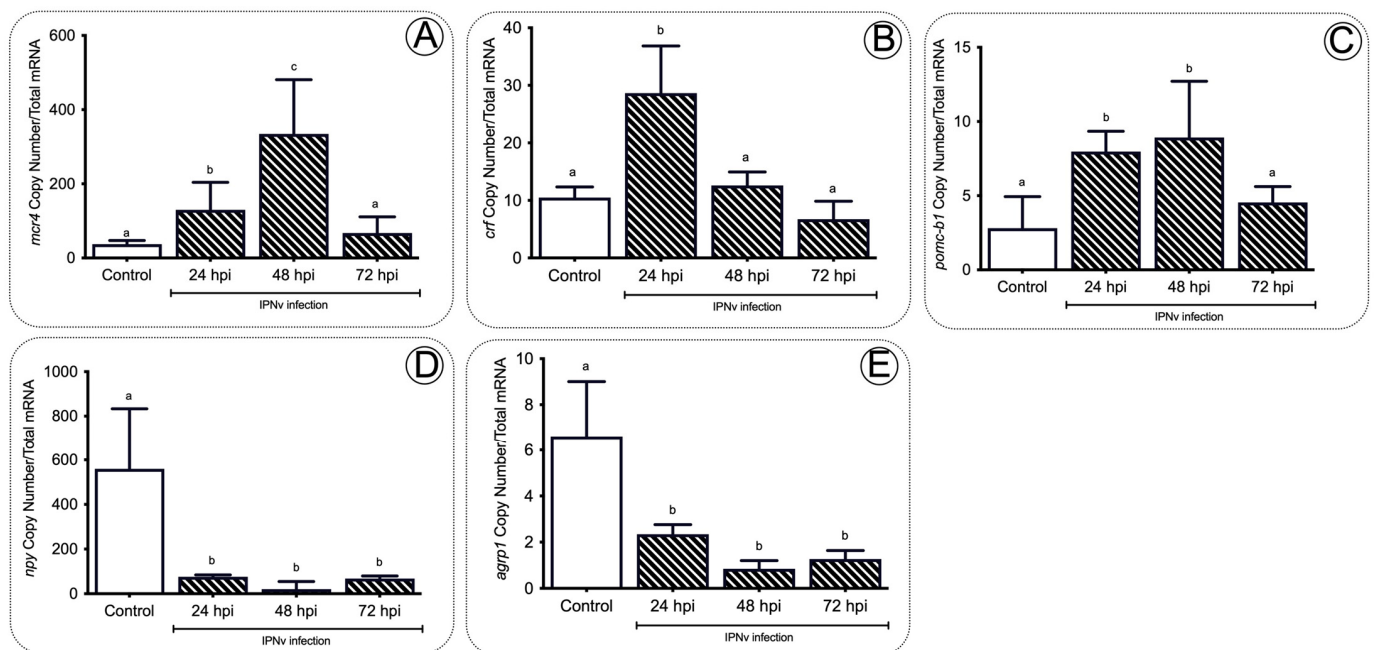 A
mcr4 Copy Number/Total mRNA
600
400
200
0
a
b
c
a
Control
24 hpi
48 hpi
72 hpi
IPNv infection
B
crf Copy Number/Total mRNA
40
30
20
10
0
a
b
a
a
Control
24 hpi
48 hpi
72 hpi
IPNv infection
C
pomc-b1 Copy Number/Total mRNA
15
10
5
0
a
b
b
a
Control
24 hpi
48 hpi
72 hpi
IPNv infection
D
npy Copy Number/Total mRNA
1000
800
600
400
200
0
a
b
b
b
Control
24 hpi
48 hpi
72 hpi
IPNv infection
E
agrp1 Copy Number/Total mRNA
10
8
6
4
2
0
a
b
b
b
Control
24 hpi
48 hpi
72 hpi
IPNv infection